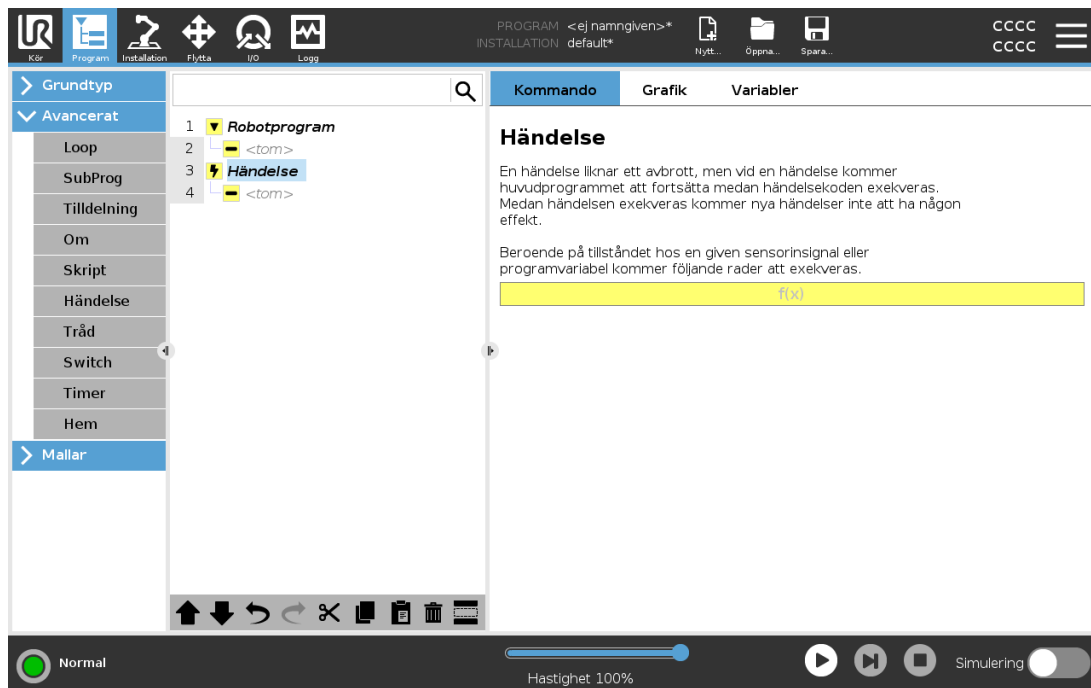 UR
Kör
Program
Installation
Flytta
I/O
Logg
PROGRAM <ej namngiven>*
INSTALLATION default*
Nytt...
Öppna...
Spara...
CCCC
CCCC
Grundtyp
Avancerat
Loop
SubProg
Tilldelning
Om
Skript
Händelse
Tråd
Switch
Timer
Hem
Mallar
1 Robotprogram
2 <tom>
3 Händelse
4 <tom>
Kommando
Grafik
Variabler
Händelse
En händelse liknar ett avbrott, men vid en händelse kommer
huvudprogrammet att fortsätta medan händelsekoden exekveras.
Medan händelsen exekveras kommer nya händelser inte att ha någon
effekt.
Beroende på tillståndet hos en given sensorinsignal eller
programvariabel kommer följande rader att exekveras.
f(x)
Normal
Hastighet 100%
Simulering